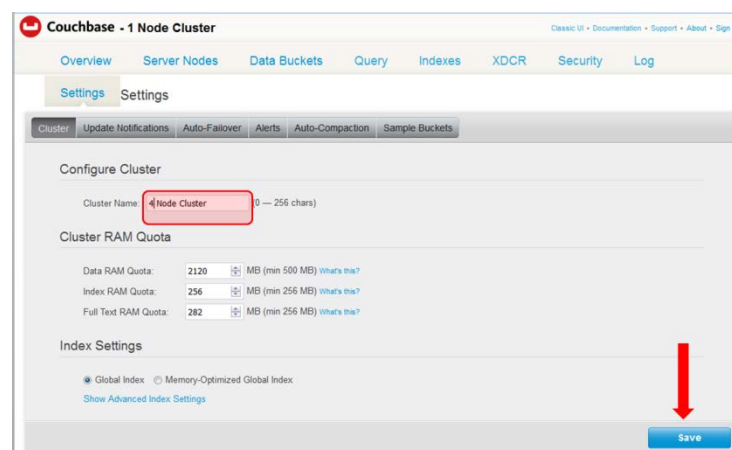 Couchbase - 1 Node Cluster
Classic UI • Documentation • Support • About • Sign
Overview Server Nodes Data Buckets Query Indexes XDCR Security Log
Settings Settings
Cluster Update Notifications Auto-Failover Alerts Auto-Compaction Sample Buckets
Configure Cluster
Cluster Name: 4 Node Cluster (0 — 256 chars)
Cluster RAM Quota
Data RAM Quota: 2120 MB (min 500 MB) What's this?
Index RAM Quota: 256 MB (min 256 MB) What's this?
Full Text RAM Quota: 282 MB (min 256 MB) What's this?
Index Settings
Global Index Memory-Optimized Global Index
Show Advanced Index Settings
Save